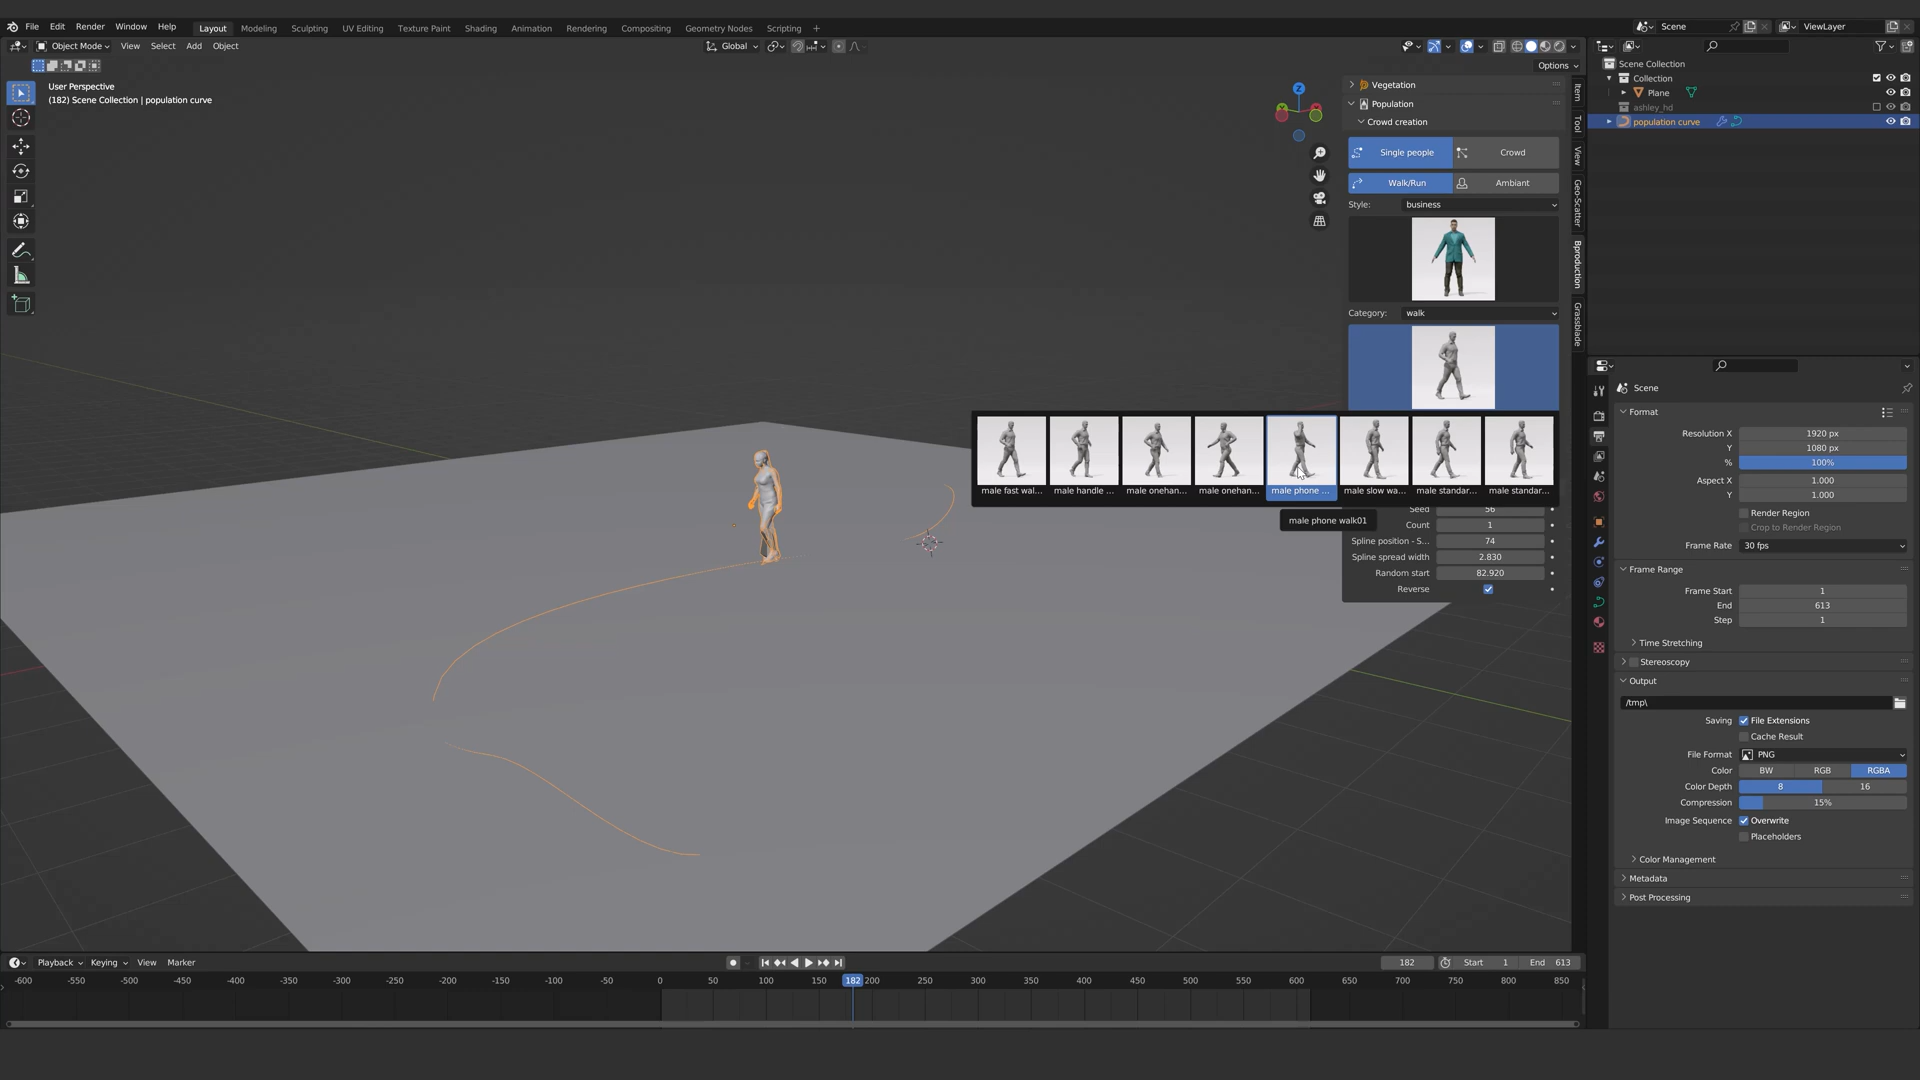 File Edit Render Window Help Layout Modeling Sculpting UV Editing Texture Paint Shading Animation Rendering Compositing Geometry Nodes Scripting + Scene ViewLayer
Object Mode View Select Add Object Global
Options
User Perspective
(182) Scene Collection | population curve
Z
Vegetation
Population
Crowd creation
Single people Crowd
Walk/Run Ambiant
Style: business
Category: walk
male fast wal... male handle ... male onehan... male onehan... male phone ... male slow wa... male standar... male standar...
male phone walk01
Seed 56
Count 1
Spline position - S... 74
Spline spread width 2.830
Random start 82.920
Reverse
Item
Tool
View
Geo-Scatter
Bproduction
Grassblade
Scene Collection
Collection
Plane
ashley_hd
population curve
Scene
Format
Resolution X 1920 px
Y 1080 px
% 100%
Aspect X 1.000
Y 1.000
Render Region
Crop to Render Region
Frame Rate 30 fps
Frame Range
Frame Start 1
End 613
Step 1
Time Stretching
Stereoscopy
Output
/tmp\
Saving File Extensions
Cache Result
File Format PNG
Color BW RGB RGBA
Color Depth 8 16
Compression 15%
Image Sequence Overwrite
Placeholders
Color Management
Metadata
Post Processing
Playback Keying View Marker 182 Start 1 End 613
-600 -550 -500 -450 -400 -350 -300 -250 -200 -150 -100 -50 0 50 100 150 182 200 250 300 350 400 450 500 550 600 650 700 750 800 850